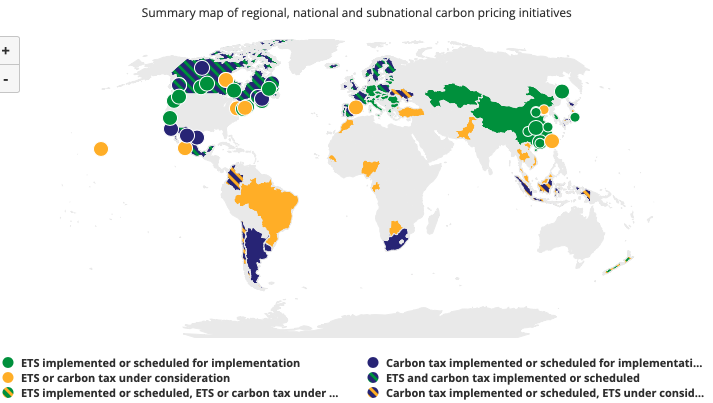 Summary map of regional, national and subnational carbon pricing initiatives
+
-
ETS implemented or scheduled for implementation
Carbon tax implemented or scheduled for implementati...
ETS or carbon tax under consideration
ETS and carbon tax implemented or scheduled
ETS implemented or scheduled, ETS or carbon tax under ...
Carbon tax implemented or scheduled, ETS under consid...